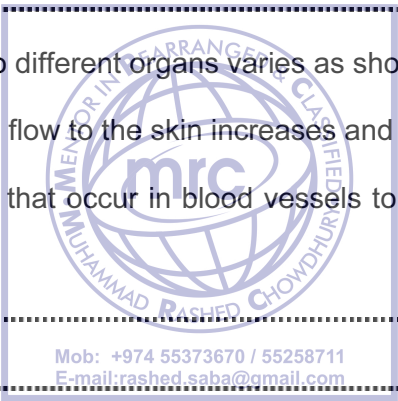 different organs varies as sho
MENTOR IN REARRANGER & CLASSIFIED
flow to the skin increases and
mrc
that occur in blood vessels to
MUHAMMAD RASHED CHOWDHURY
Mob: +974 55373670 / 55258711
E-mail:rashed.saba@gmail.com